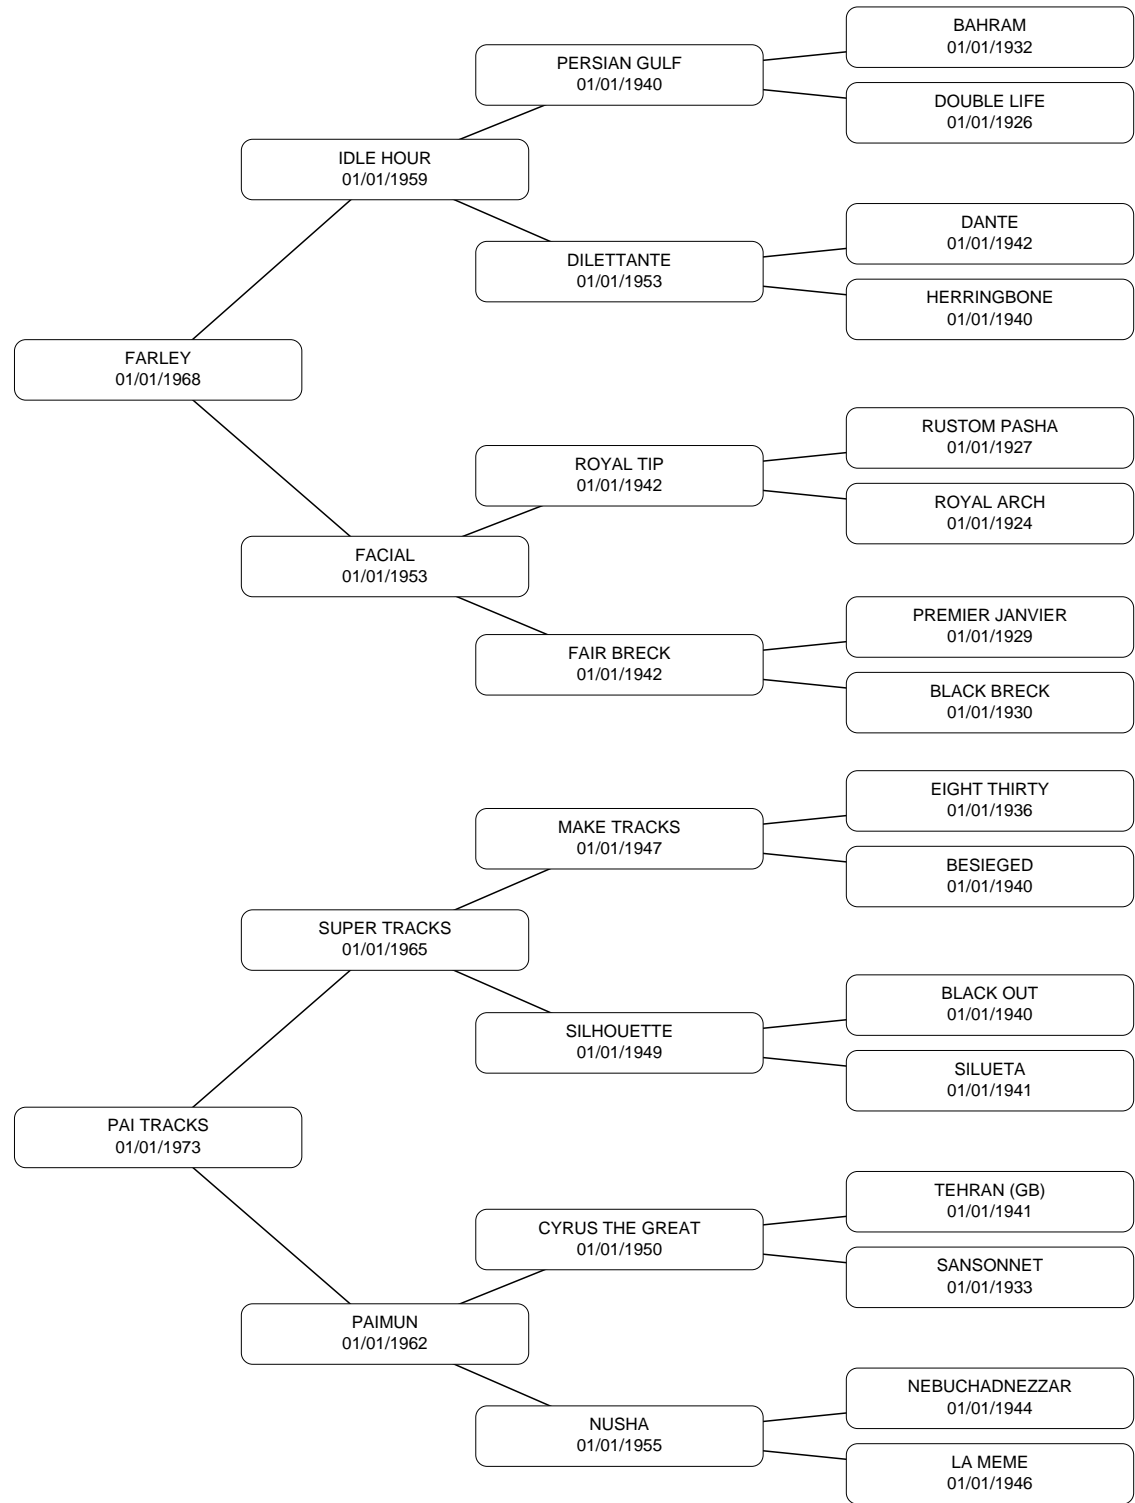 BAHRAM
01/01/1932
PERSIAN GULF
01/01/1940
DOUBLE LIFE
01/01/1926
IDLE HOUR
01/01/1959
DANTE
01/01/1942
DILETTANTE
01/01/1953
HERRINGBONE
01/01/1940
FARLEY
01/01/1968
RUSTOM PASHA
01/01/1927
ROYAL TIP
01/01/1942
ROYAL ARCH
01/01/1924
FACIAL
01/01/1953
PREMIER JANVIER
01/01/1929
FAIR BRECK
01/01/1942
BLACK BRECK
01/01/1930
EIGHT THIRTY
01/01/1936
MAKE TRACKS
01/01/1947
BESIEGED
01/01/1940
SUPER TRACKS
01/01/1965
BLACK OUT
01/01/1940
SILHOUETTE
01/01/1949
SILUETA
01/01/1941
PAI TRACKS
01/01/1973
TEHRAN (GB)
01/01/1941
CYRUS THE GREAT
01/01/1950
SANSONNET
01/01/1933
PAIMUN
01/01/1962
NEBUCHADNEZZAR
01/01/1944
NUSHA
01/01/1955
LA MEME
01/01/1946